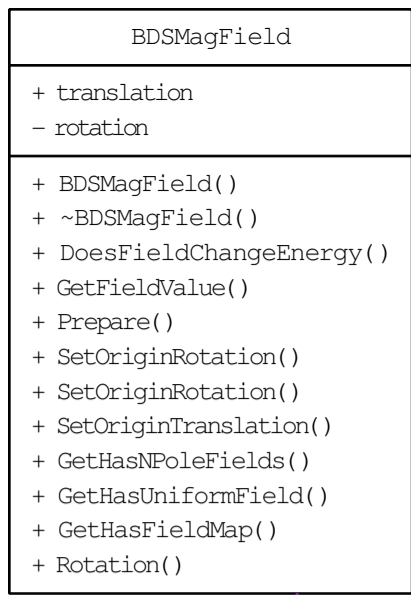 BDSMagField
+ translation
− rotation
+ BDSMagField()
+ ~BDSMagField()
+ DoesFieldChangeEnergy()
+ GetFieldValue()
+ Prepare()
+ SetOriginRotation()
+ SetOriginRotation()
+ SetOriginTranslation()
+ GetHasNPoleFields()
+ GetHasUniformField()
+ GetHasFieldMap()
+ Rotation()